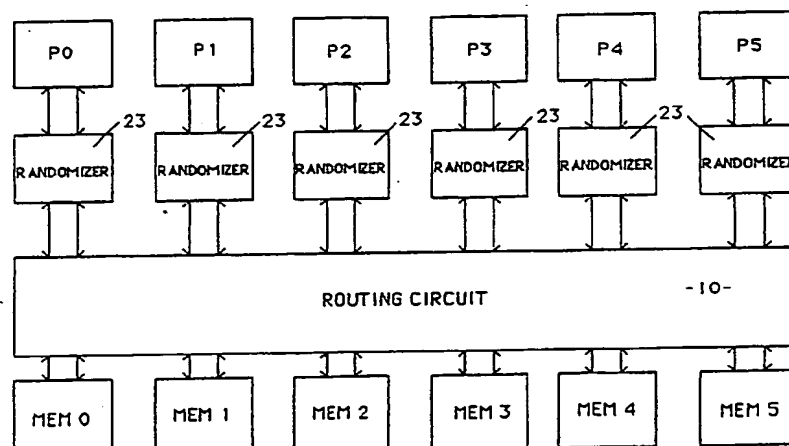 P0 P1 P2 P3 P4 P5
23 23 23 23 23
RANDOMIZER RANDOMIZER RANDOMIZER RANDOMIZER RANDOMIZER RANDOMIZER
ROUTING CIRCUIT -10-
MEM 0 MEM 1 MEM 2 MEM 3 MEM 4 MEM 5